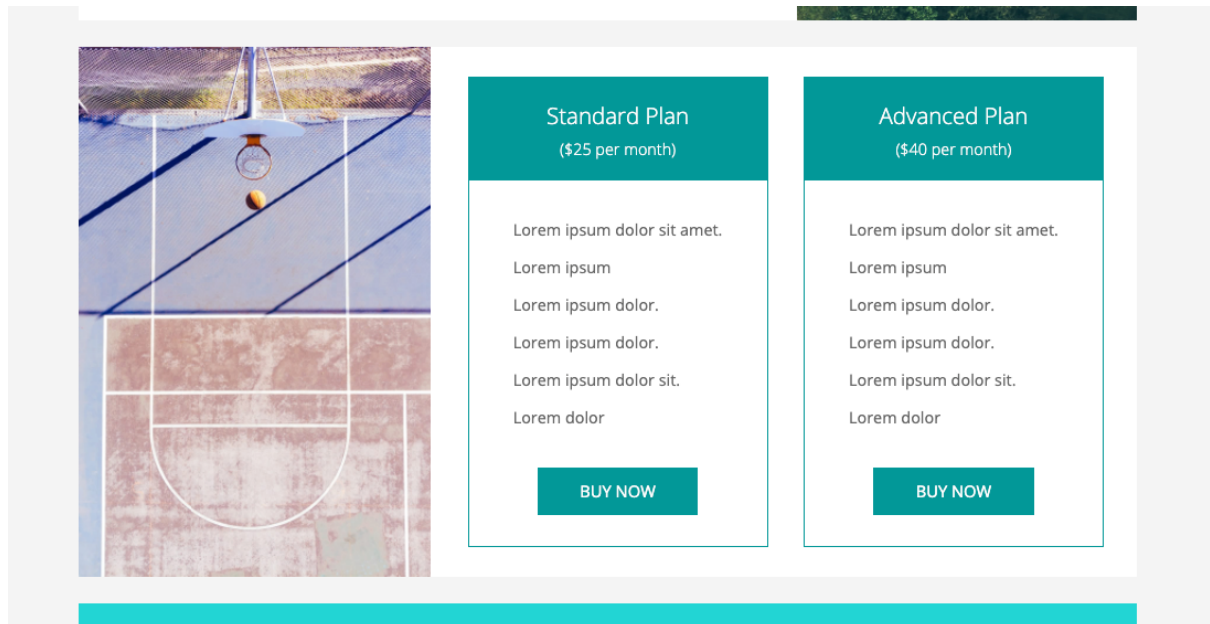 Standard Plan
($25 per month)
Lorem ipsum dolor sit amet.
Lorem ipsum
Lorem ipsum dolor.
Lorem ipsum dolor.
Lorem ipsum dolor sit.
Lorem dolor
BUY NOW
Advanced Plan
($40 per month)
Lorem ipsum dolor sit amet.
Lorem ipsum
Lorem ipsum dolor.
Lorem ipsum dolor.
Lorem ipsum dolor sit.
Lorem dolor
BUY NOW